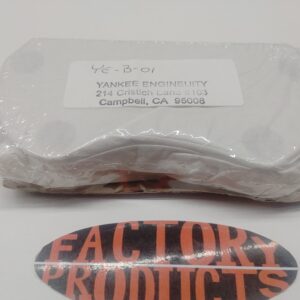 YE-B-01
YANKEE ENGINEUITY
214 Cristich Lane #103
Campbell, CA 95008
FACTORY
PRODUCTS